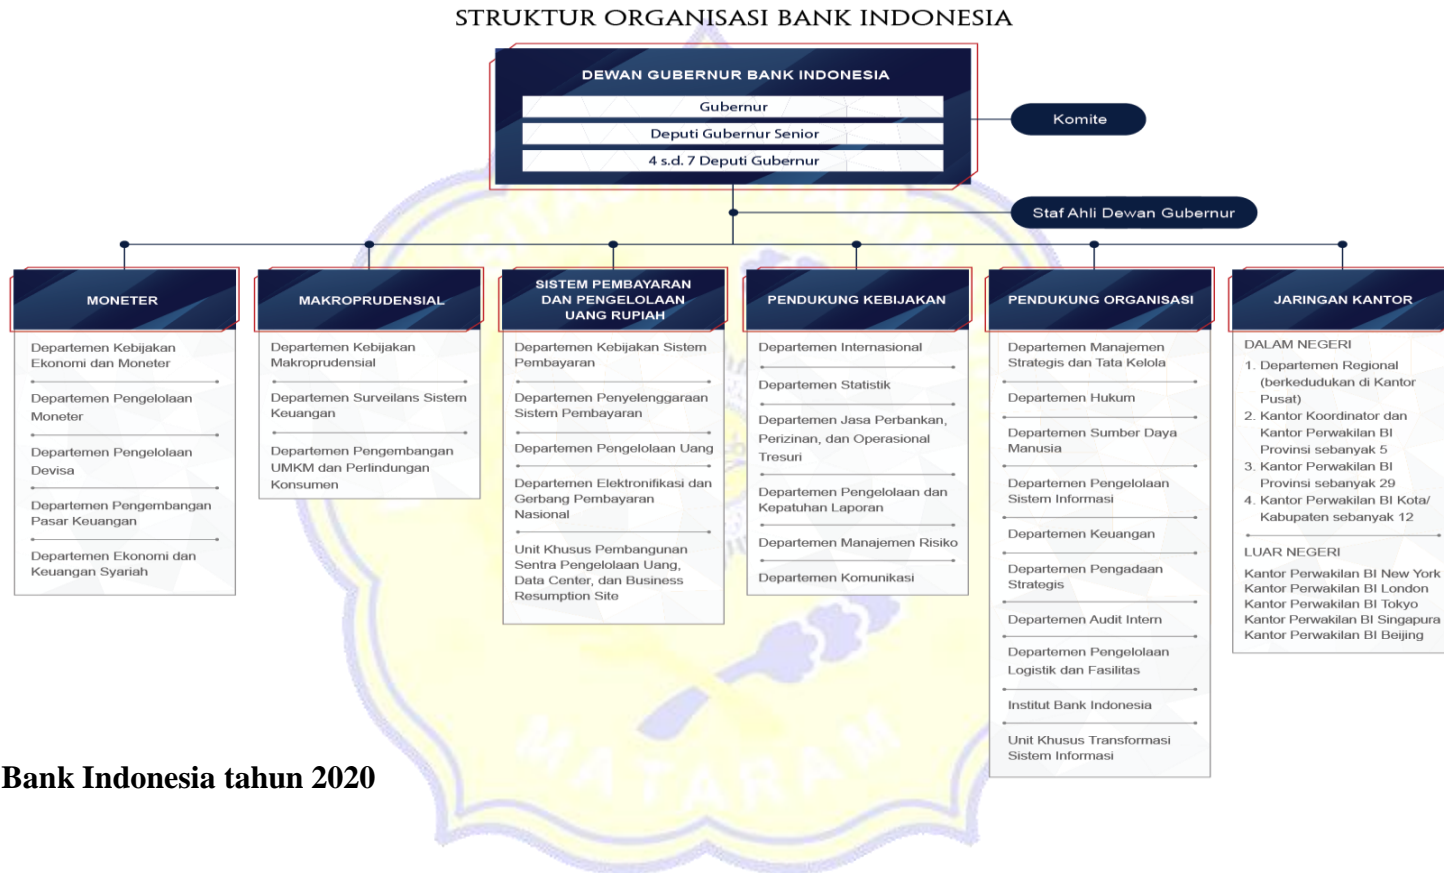 STRUKTUR ORGANISASI BANK INDONESIA
DEWAN GUBERNUR BANK INDONESIA
Gubernur
Deputi Gubernur Senior
4 s.d. 7 Deputi Gubernur
Komite
Staf Ahli Dewan Gubernur
MONETER
Departemen Kebijakan
Ekonomi dan Moneter
Departemen Pengelolaan
Moneter
Departemen Pengelolaan
Devisa
Departemen Pengembangan
Pasar Keuangan
Departemen Ekonomi dan
Keuangan Syariah
MAKROPRUDENSIAL
Departemen Kebijakan
Makroprudensial
Departemen Surveilans Sistem
Keuangan
Departemen Pengembangan
UMKM dan Perlindungan
Konsumen
SISTEM PEMBAYARAN
DAN PENGELOLAAN
UANG RUPIAH
Departemen Kebijakan Sistem
Pembayaran
Departemen Penyelenggaraan
Sistem Pembayaran
Departemen Pengelolaan Uang
Departemen Elektronifikasi dan
Gerbang Pembayaran
Nasional
Unit Khusus Pembangunan
Sentra Pengelolaan Uang,
Data Center, dan Business
Resumption Site
PENDUKUNG KEBIJAKAN
Departemen Internasional
Departemen Statistik
Departemen Jasa Perbankan,
Perizinan, dan Operasional
Tresuri
Departemen Pengelolaan dan
Kepatuhan Laporan
Departemen Manajemen Risiko
Departemen Komunikasi
PENDUKUNG ORGANISASI
Departemen Manajemen
Strategis dan Tata Kelola
Departemen Hukum
Departemen Sumber Daya
Manusia
Departemen Pengelolaan
Sistem Informasi
Departemen Keuangan
Departemen Pengadaan
Strategis
Departemen Audit Intern
Departemen Pengelolaan
Logistik dan Fasilitas
Institut Bank Indonesia
Unit Khusus Transformasi
Sistem Informasi
JARINGAN KANTOR
DALAM NEGERI
1. Departemen Regional
(berkedudukan di Kantor
Pusat)
2. Kantor Koordinator dan
Kantor Perwakilan BI
Provinsi sebanyak 5
3. Kantor Perwakilan BI
Provinsi sebanyak 29
4. Kantor Perwakilan BI Kota/
Kabupaten sebanyak 12
LUAR NEGERI
Kantor Perwakilan BI New York
Kantor Perwakilan BI London
Kantor Perwakilan BI Tokyo
Kantor Perwakilan BI Singapura
Kantor Perwakilan BI Beijing
MATARAM
Bank Indonesia tahun 2020